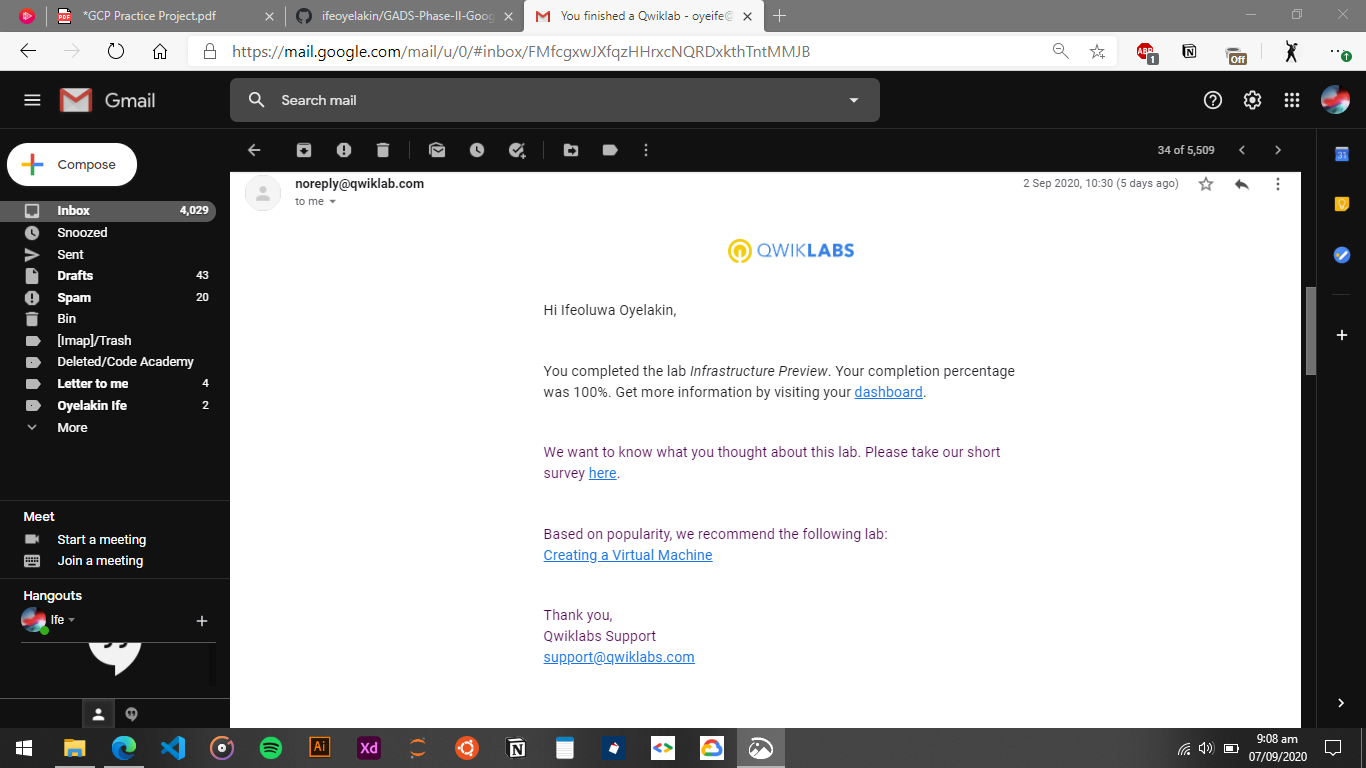 *GCP Practice Project.pdf
ifeoyelakin/GADS-Phase-II-Goog
You finished a Qwiklab - oyeife@
https://mail.google.com/mail/u/0/#inbox/FMfcgxwJXfqzHHrxcNQRDxkthTntMMJB
ABP
1
Off
Gmail
Search mail
Compose
34 of 5,509
31
Inbox 4,029
Snoozed
Sent
Drafts 43
Spam 20
Bin
[Imap]/Trash
Deleted/Code Academy
Letter to me 4
Oyelakin Ife 2
More
Meet
Start a meeting
Join a meeting
Hangouts
Ife
noreply@qwiklab.com
2 Sep 2020, 10:30 (5 days ago)
to me
QWIKLABS
Hi Ifeoluwa Oyelakin,
You completed the lab Infrastructure Preview. Your completion percentage
was 100%. Get more information by visiting your dashboard.
We want to know what you thought about this lab. Please take our short
survey here.
Based on popularity, we recommend the following lab:
Creating a Virtual Machine
Thank you,
Qwiklabs Support
support@qwiklabs.com
Ai
Xd
9:08 am
07/09/2020